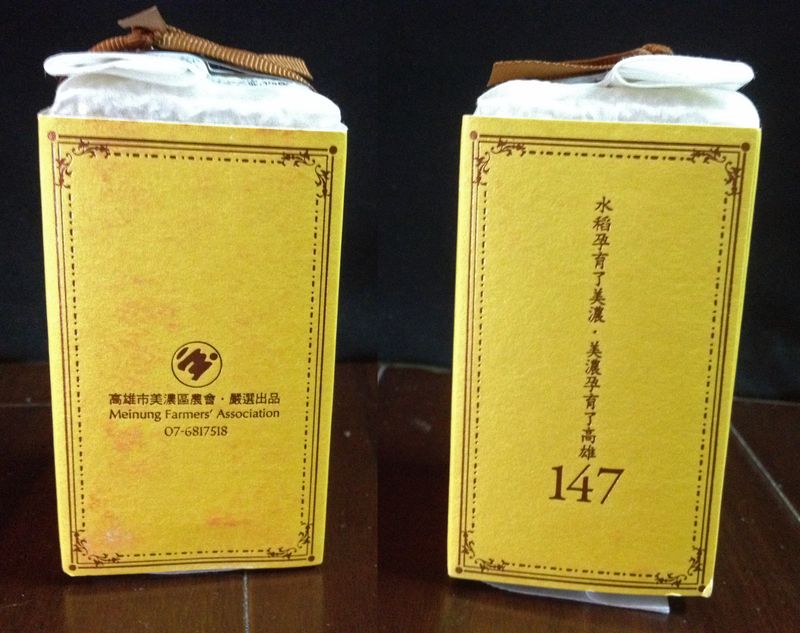 高雄市美濃區農會·嚴選出品
Meinung Farmers' Association
07-6817518
水稻孕育了美濃·美濃孕育了高雄
147